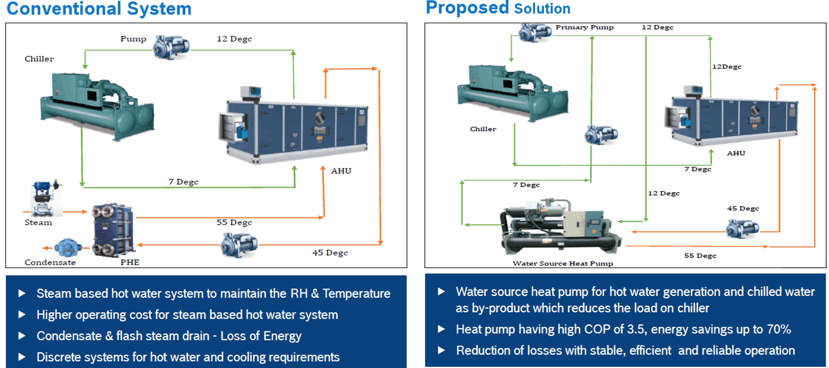 Conventional System
Pump
12 Degc
Chiller
AHU
7 Degc
Steam
55 Degc
45 Degc
Condensate
PHE
▶ Steam based hot water system to maintain the RH & Temperature
▶ Higher operating cost for steam based hot water system
▶ Condensate & flash steam drain - Loss of Energy
▶ Discrete systems for hot water and cooling requirements
Proposed Solution
Primary Pump
12 Degc
12Degc
Chiller
AHU
7 Degc
7 Degc
12 Degc
45 Degc
55 Degc
Water Source Heat Pump
▶ Water source heat pump for hot water generation and chilled water
as by-product which reduces the load on chiller
▶ Heat pump having high COP of 3.5, energy savings up to 70%
▶ Reduction of losses with stable, efficient and reliable operation